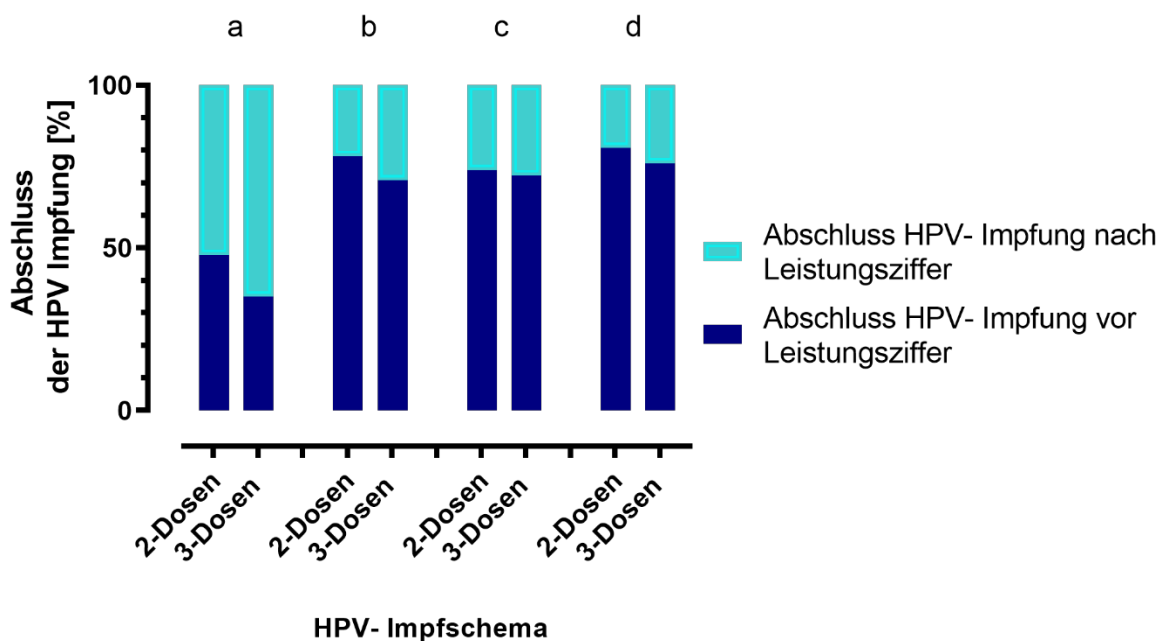 a b c d
Abschluss
der HPV Impfung [%]
100
50
0
2-Dosen 3-Dosen 2-Dosen 3-Dosen 2-Dosen 3-Dosen 2-Dosen 3-Dosen
HPV- Impfschema
Abschluss HPV- Impfung nach
Leistungsziffer
Abschluss HPV- Impfung vor
Leistungsziffer